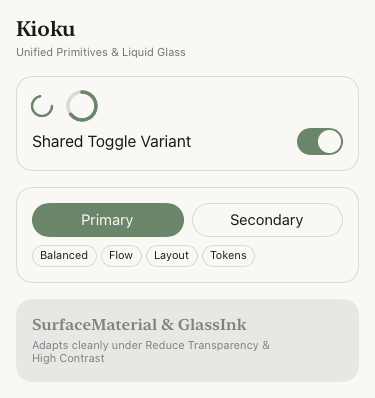 Kioku
Unified Primitives & Liquid Glass
Shared Toggle Variant
Primary Secondary
Balanced Flow Layout Tokens
SurfaceMaterial & GlassInk
Adapts cleanly under Reduce Transparency &
High Contrast